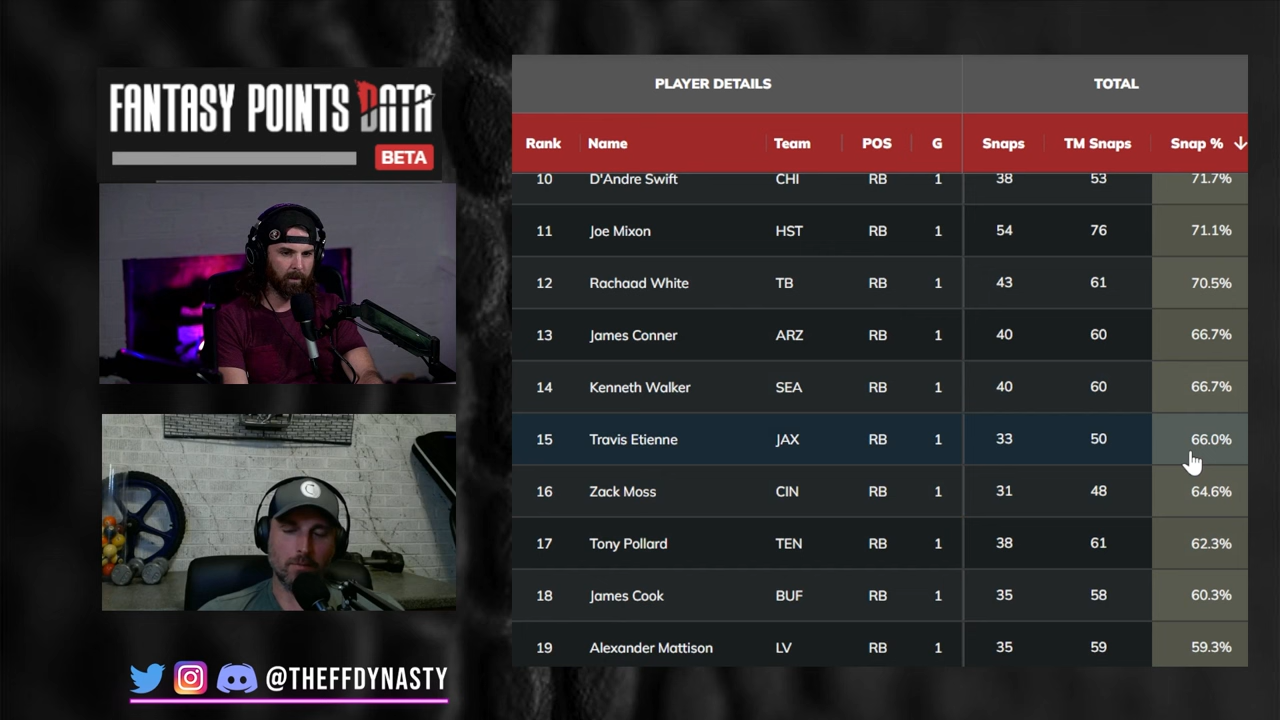 FANTASY POINTS DATA
BETA
PLAYER DETAILS TOTAL
Rank Name Team POS G Snaps TM Snaps Snap %
10 D'Andre Swift CHI RB 1 38 53 71.7%
11 Joe Mixon HST RB 1 54 76 71.1%
12 Rachaad White TB RB 1 43 61 70.5%
13 James Conner ARZ RB 1 40 60 66.7%
14 Kenneth Walker SEA RB 1 40 60 66.7%
15 Travis Etienne JAX RB 1 33 50 66.0%
16 Zack Moss CIN RB 1 31 48 64.6%
17 Tony Pollard TEN RB 1 38 61 62.3%
18 James Cook BUF RB 1 35 58 60.3%
19 Alexander Mattison LV RB 1 35 59 59.3%
@THEFFDYNASTY